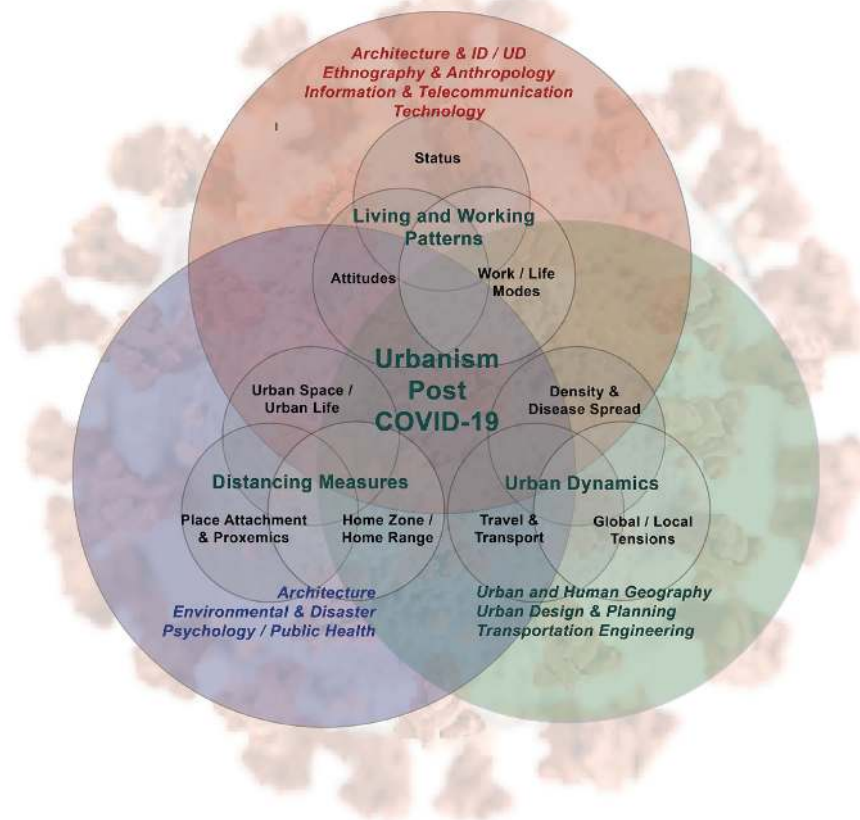 Architecture & ID / UD
Ethnography & Anthropology
Information & Telecommunication
Technology
Status
Living and Working
Patterns
Attitudes
Work / Life
Modes
Urbanism
Post
COVID-19
Urban Space /
Urban Life
Density &
Disease Spread
Distancing Measures
Urban Dynamics
Place Attachment
& Proxemics
Home Zone /
Home Range
Travel &
Transport
Global / Local
Tensions
Architecture
Environmental & Disaster
Psychology / Public Health
Urban and Human Geography
Urban Design & Planning
Transportation Engineering